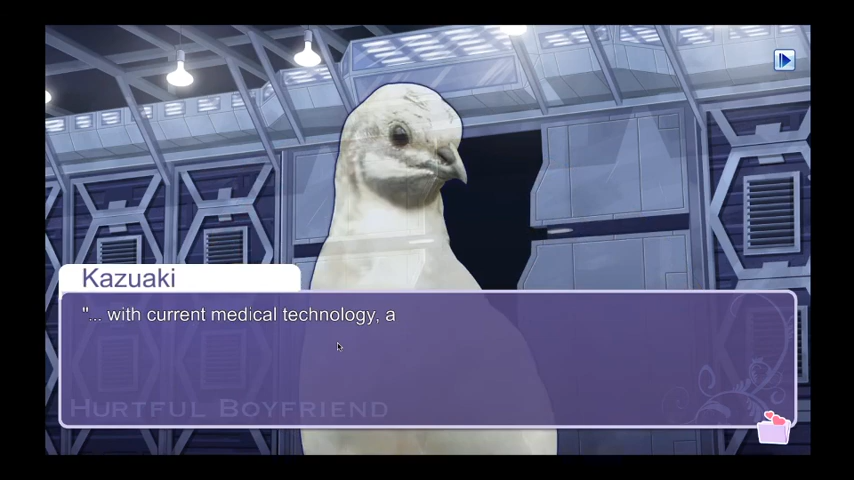 Kazuaki
"... with current medical technology, a
HURTFUL BOYFRIEND